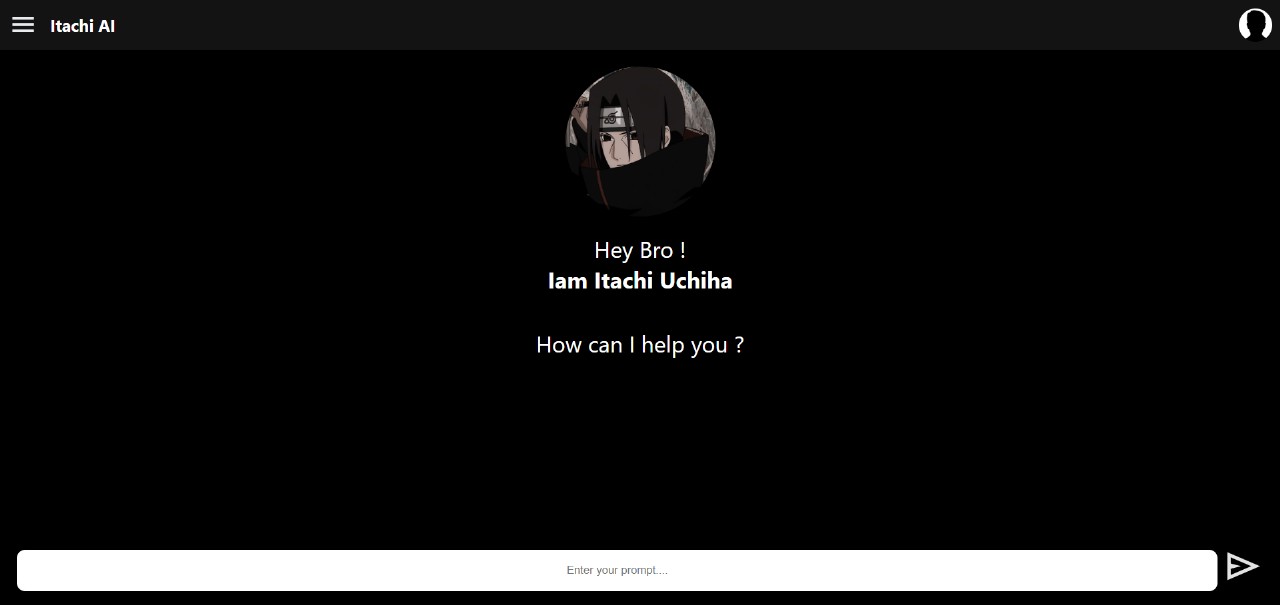 Itachi AI
Hey Bro !
Iam Itachi Uchiha
How can I help you ?
Enter your prompt....